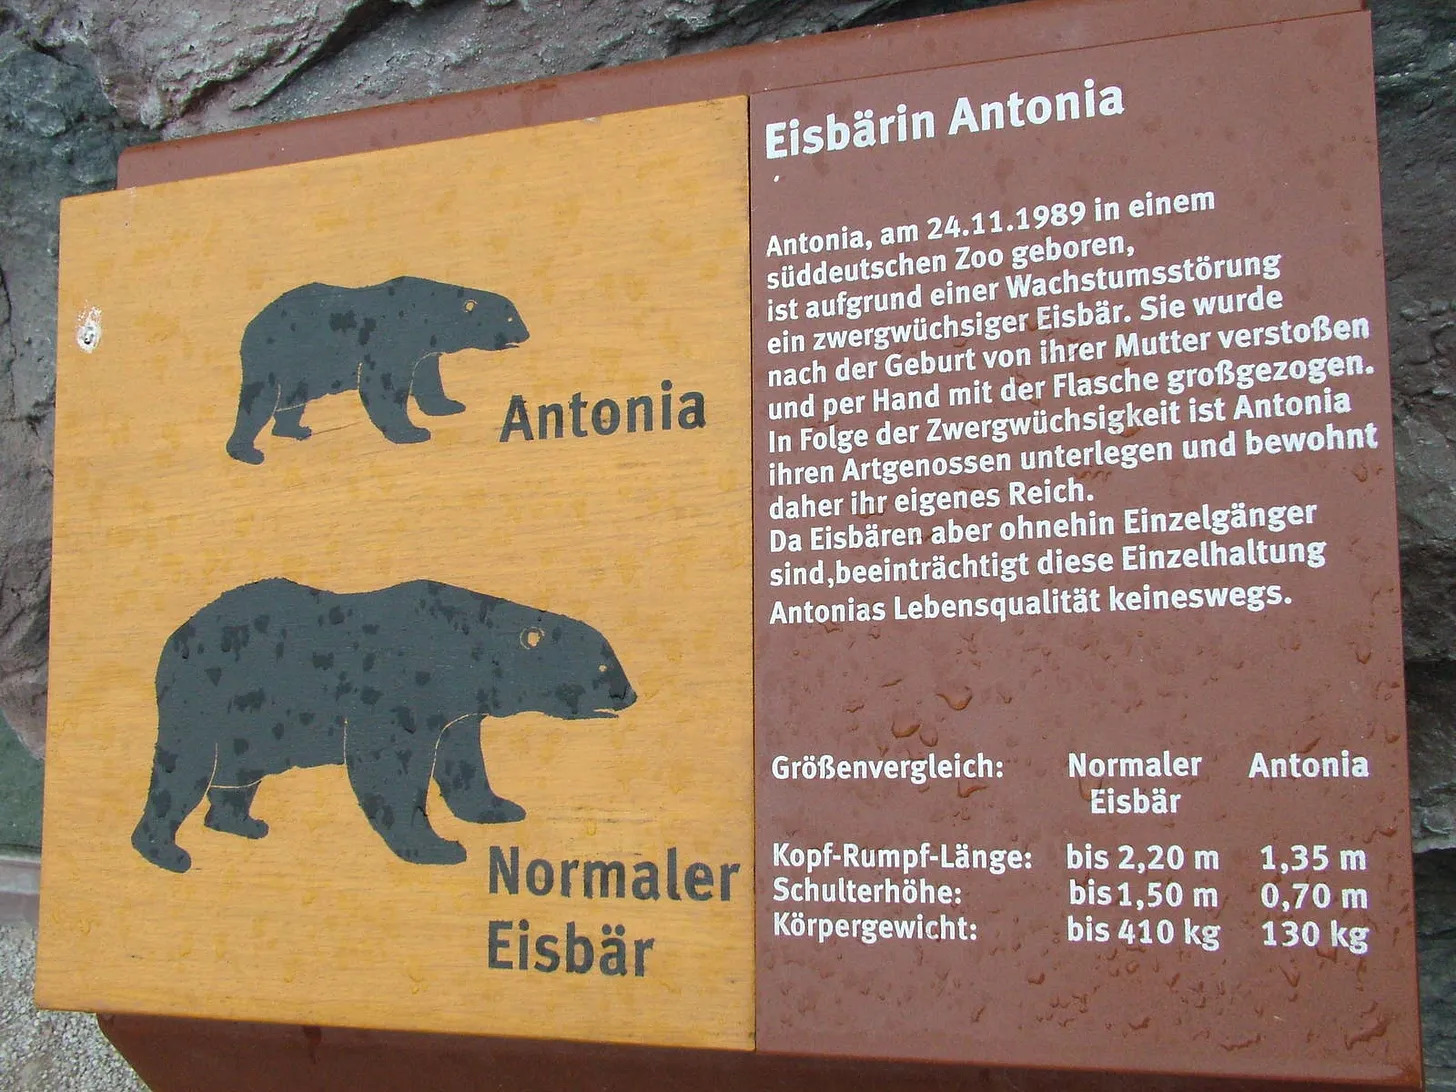 Antonia
Normaler
Eisbär
Eisbärin Antonia
Antonia, am 24.11.1989 in einem
süddeutschen Zoo geboren,
ist aufgrund einer Wachstumsstörung
ein zwergwüchsiger Eisbär. Sie wurde
nach der Geburt von ihrer Mutter verstoßen
und per Hand mit der Flasche großgezogen.
In Folge der Zwergwüchsigkeit ist Antonia
ihren Artgenossen unterlegen und bewohnt
daher ihr eigenes Reich.
Da Eisbären aber ohnehin Einzelgänger
sind,beeinträchtigt diese Einzelhaltung
Antonias Lebensqualität keineswegs.
Größenvergleich: Normaler Antonia
Eisbär
Kopf-Rumpf-Länge: bis 2,20 m 1,35 m
Schulterhöhe: bis 1,50 m 0,70 m
Körpergewicht: bis 410 kg 130 kg